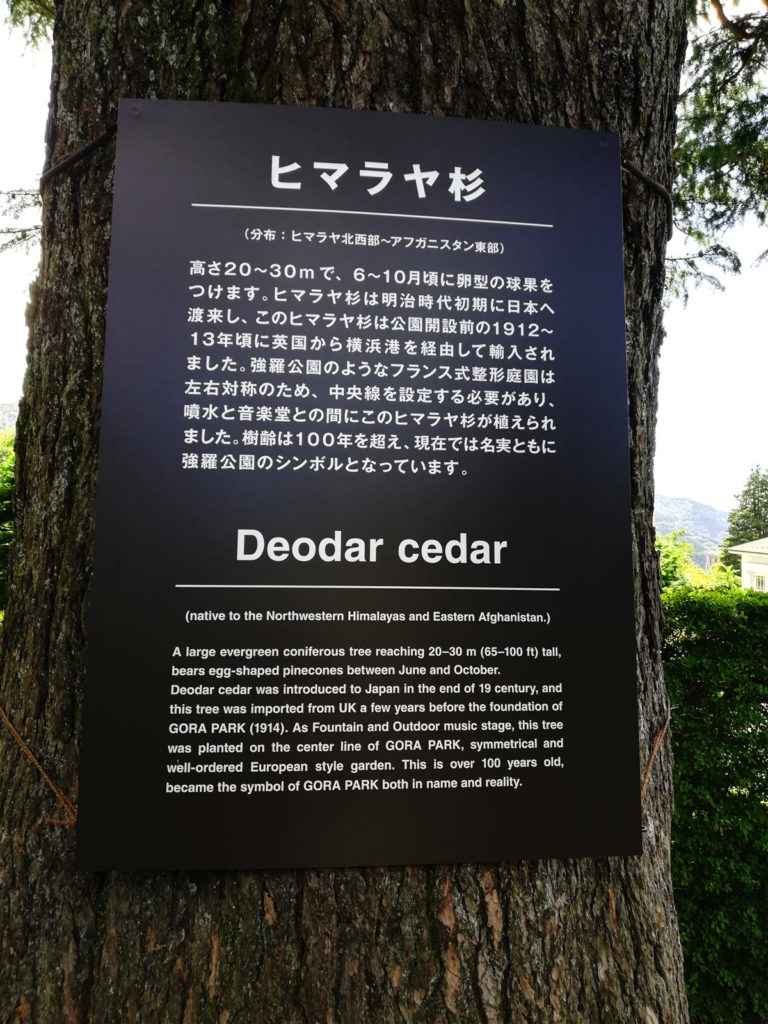 ヒマラヤ杉
（分布：ヒマラヤ北西部～アフガニスタン東部）
高さ20～30mで、6～10月頃に卵型の球果を
つけます。ヒマラヤ杉は明治時代初期に日本へ
渡来し、このヒマラヤ杉は公園開設前の1912～
13年頃に英国から横浜港を経由して輸入され
ました。強羅公園のようなフランス式整形庭園は
左右対称のため、中央線を設定する必要があり、
噴水と音楽堂との間にこのヒマラヤ杉が植えられ
ました。樹齢は100年を超え、現在では名実ともに
強羅公園のシンボルとなっています。
Deodar cedar
(native to the Northwestern Himalayas and Eastern Afghanistan.)
A large evergreen coniferous tree reaching 20–30 m (65–100 ft) tall,
bears egg-shaped pinecones between June and October.
Deodar cedar was introduced to Japan in the end of 19 century, and
this tree was imported from UK a few years before the foundation of
GORA PARK (1914). As Fountain and Outdoor music stage, this tree
was planted on the center line of GORA PARK, symmetrical and
well-ordered European style garden. This is over 100 years old,
became the symbol of GORA PARK both in name and reality.